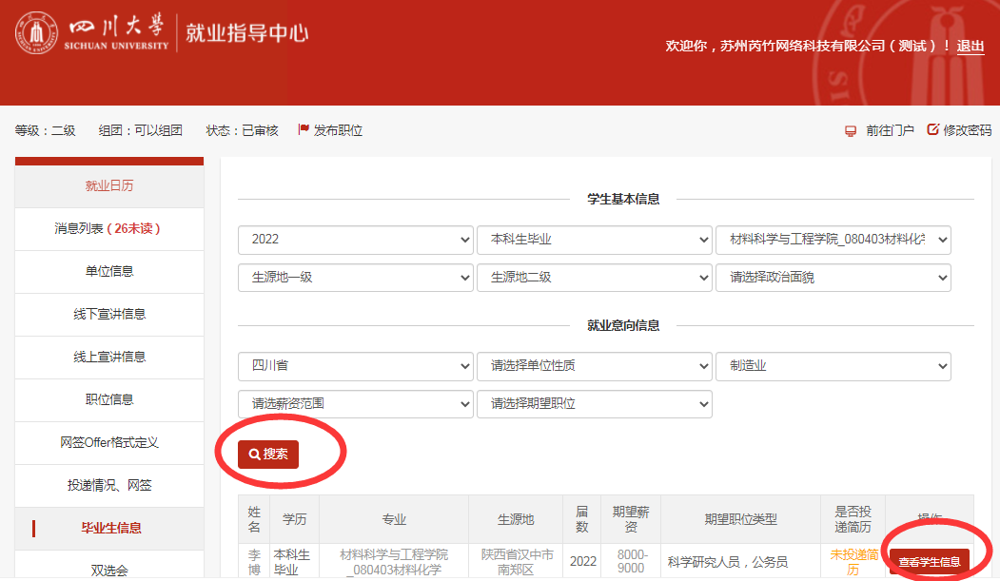 四川大学
SICHUAN UNIVERSITY
就业指导中心
欢迎你，苏州芮竹网络科技有限公司（测试）！ 退出
等级：二级 组团：可以组团 状态：已审核 发布职位
前往门户 修改密码
就业日历
消息列表（26未读）
单位信息
线下宣讲信息
线上宣讲信息
职位信息
网签Offer格式定义
投递情况、网签
毕业生信息
双选会
学生基本信息
2022 本科生毕业 材料科学与工程学院_080403材料化学
生源地一级 生源地二级 请选择政治面貌
就业意向信息
四川省 请选择单位性质 制造业
请选薪资范围 请选择期望职位
搜索
姓名 学历 专业 生源地 届数 期望薪资 期望职位类型 是否投递简历 操作
李博 本科生毕业 材料科学与工程学院_080403材料化学 陕西省汉中市南郑区 2022 8000-9000 科学研究人员，公务员 未投递简历 查看学生信息